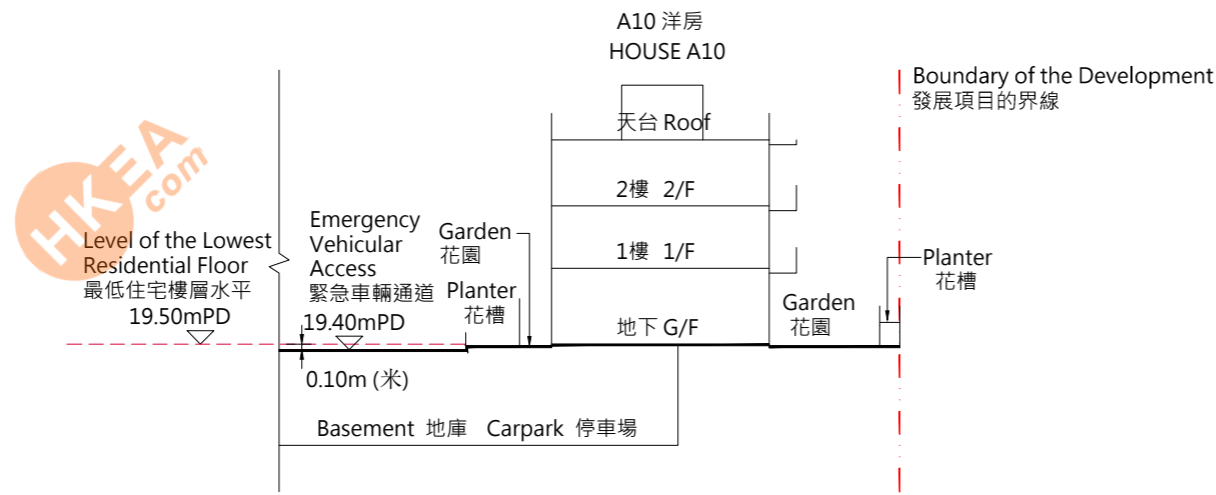 A10 洋房
HOUSE A10
Boundary of the Development
發展項目的界線
天台 Roof
2樓 2/F
1樓 1/F
地下 G/F
HKEA
com
Level of the Lowest
Residential Floor
最低住宅樓層水平
19.50mPD
Emergency
Vehicular
Access
緊急車輛通道
19.40mPD
Garden
花園
Planter
花槽
Garden
花園
Planter
花槽
0.10m (米)
Basement 地庫 Carpark 停車場